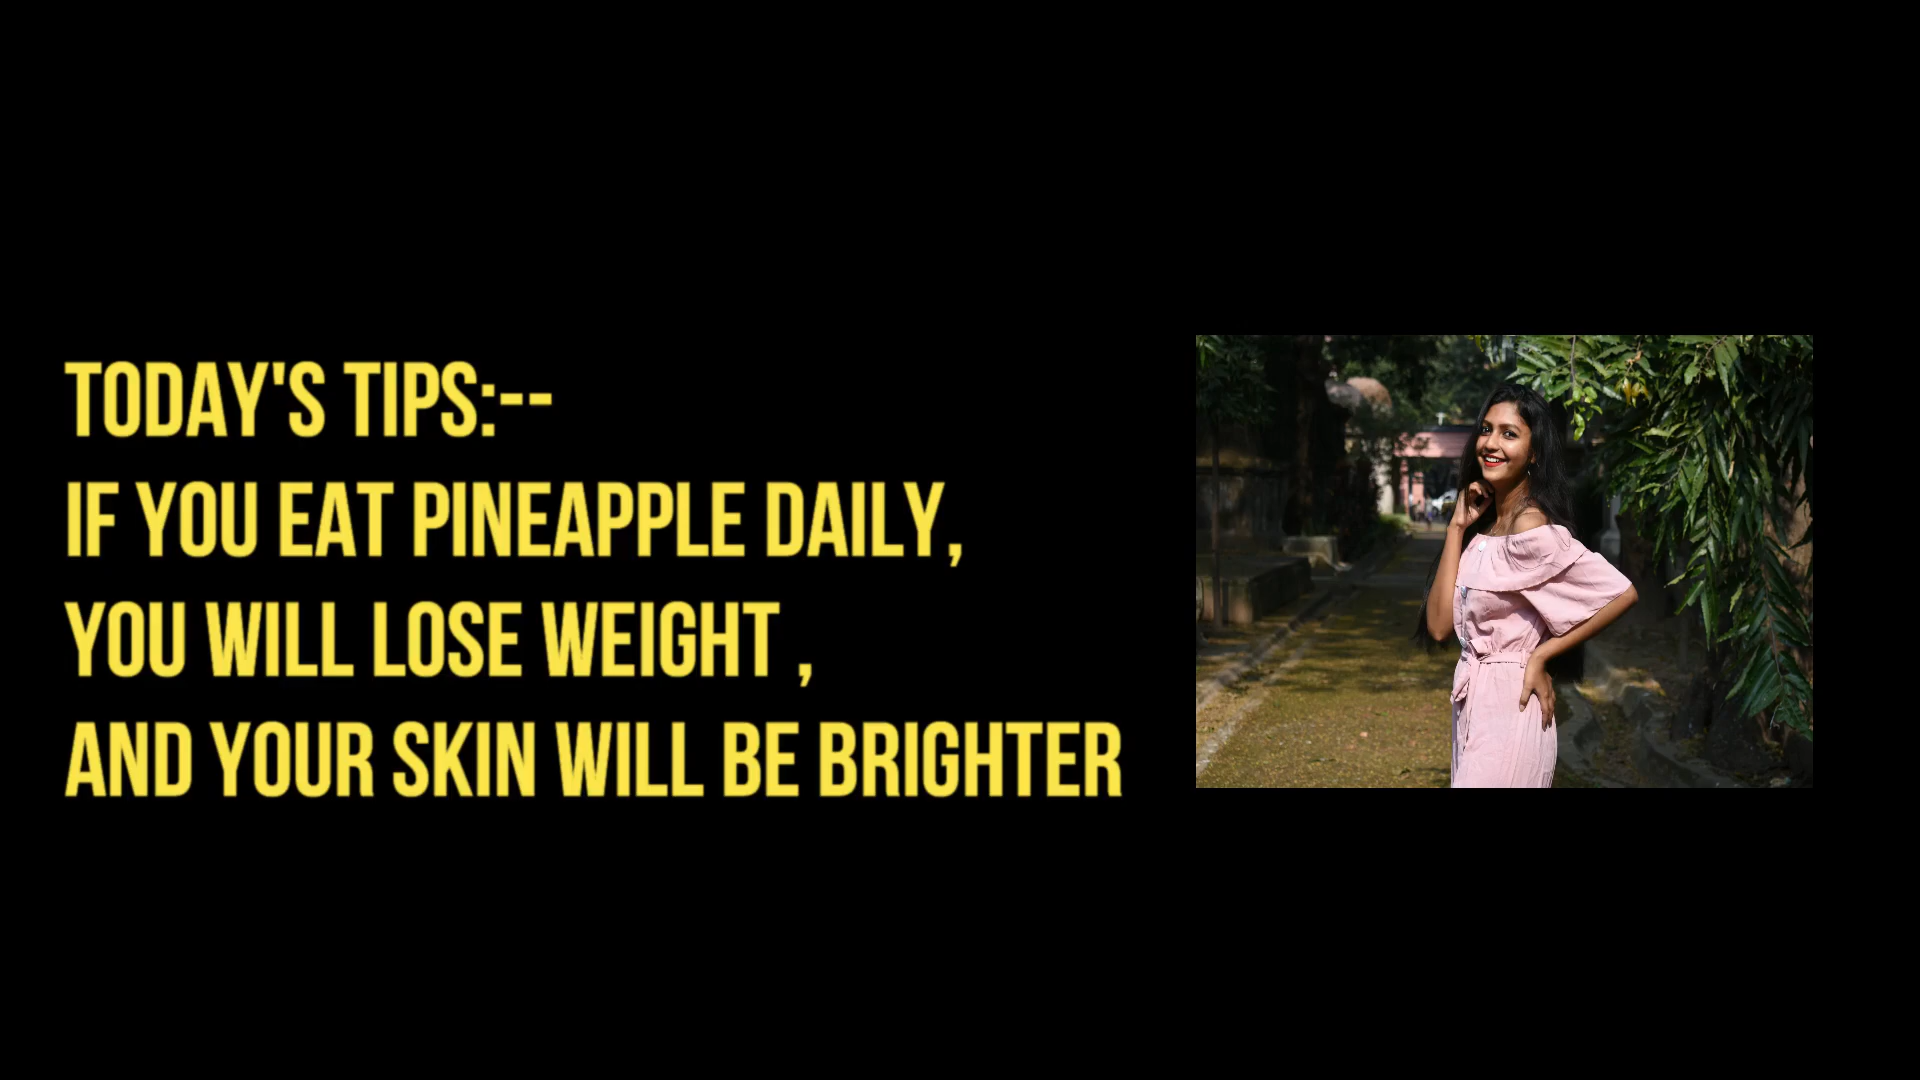 TODAY'S TIPS:--
IF YOU EAT PINEAPPLE DAILY,
YOU WILL LOSE WEIGHT ,
AND YOUR SKIN WILL BE BRIGHTER